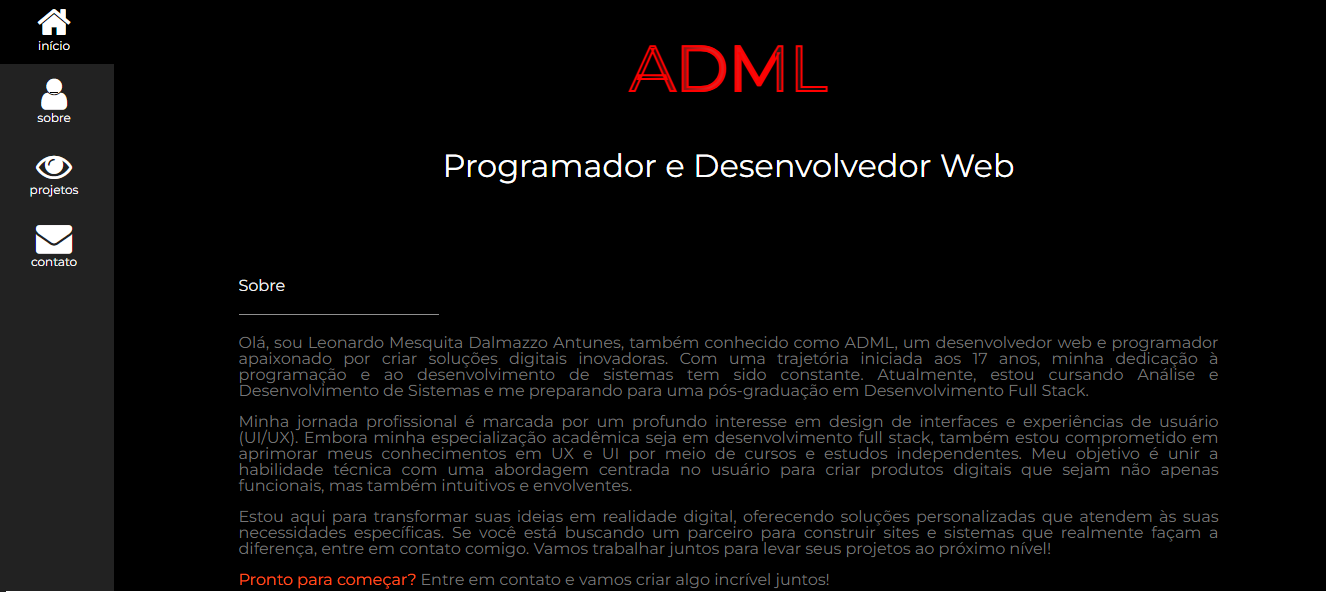 início
sobre
projetos
contato
ADML
Programador e Desenvolvedor Web
Sobre
Olá, sou Leonardo Mesquita Dalmazzo Antunes, também conhecido como ADML, um desenvolvedor web e programador
apaixonado por criar soluções digitais inovadoras. Com uma trajetória iniciada aos 17 anos, minha dedicação à
programação e ao desenvolvimento de sistemas tem sido constante. Atualmente, estou cursando Análise e
Desenvolvimento de Sistemas e me preparando para uma pós-graduação em Desenvolvimento Full Stack.
Minha jornada profissional é marcada por um profundo interesse em design de interfaces e experiências de usuário
(UI/UX). Embora minha especialização acadêmica seja em desenvolvimento full stack, também estou comprometido em
aprimorar meus conhecimentos em UX e UI por meio de cursos e estudos independentes. Meu objetivo é unir a
habilidade técnica com uma abordagem centrada no usuário para criar produtos digitais que sejam não apenas
funcionais, mas também intuitivos e envolventes.
Estou aqui para transformar suas ideias em realidade digital, oferecendo soluções personalizadas que atendem às suas
necessidades específicas. Se você está buscando um parceiro para construir sites e sistemas que realmente façam a
diferença, entre em contato comigo. Vamos trabalhar juntos para levar seus projetos ao próximo nível!
Pronto para começar? Entre em contato e vamos criar algo incrível juntos!